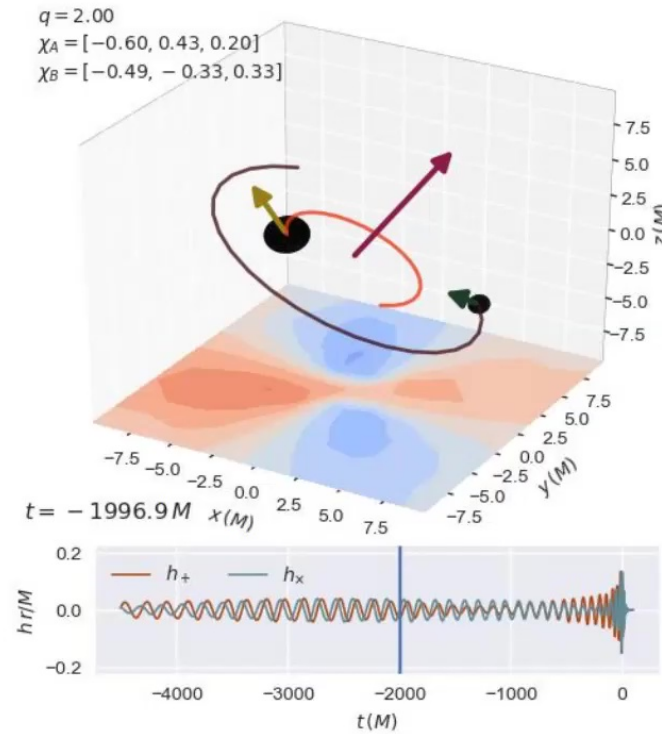 q = 2.00
χ_A = [−0.60, 0.43, 0.20]
χ_B = [−0.49, −0.33, 0.33]
7.5
5.0
2.5
0.0
−2.5
−5.0
−7.5
z (M)
7.5
5.0
2.5
0.0
−2.5
−5.0
−7.5
y (M)
−7.5
−5.0
−2.5
0.0
2.5
5.0
7.5
x (M)
t = −1996.9 M
h₊ hₓ
0.2
0.0
−0.2
h r/M
−4000 −3000 −2000 −1000 0
t (M)